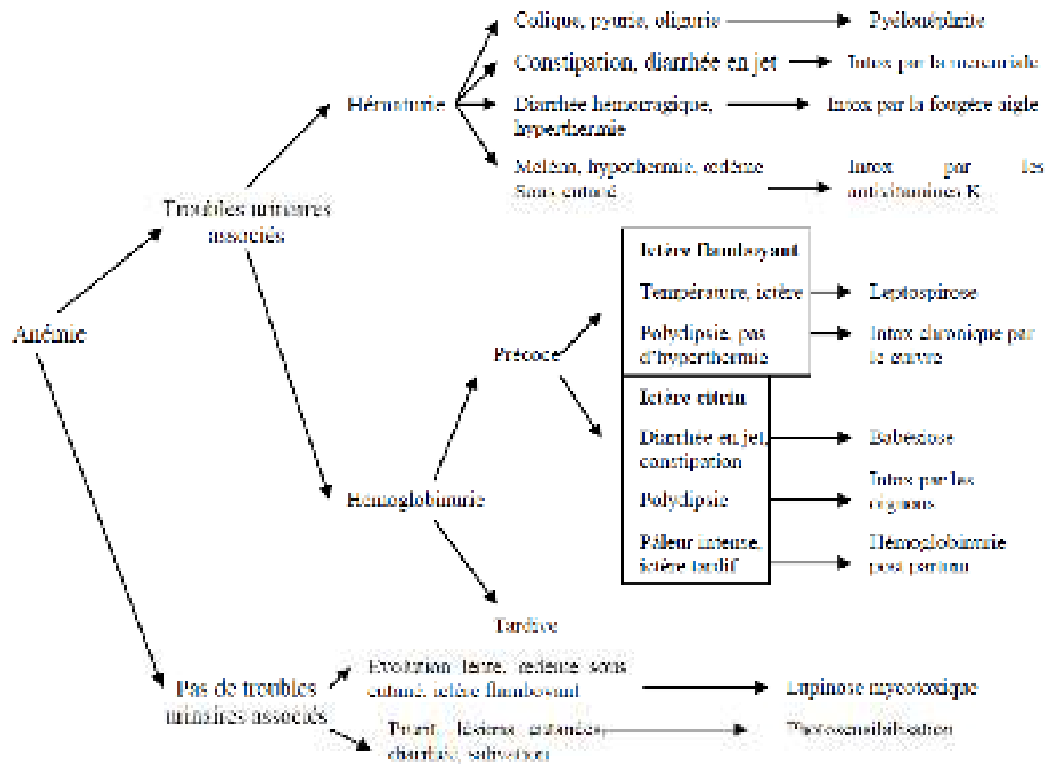 Colique, pyurie, oligurie
Pyélonéphrite
Constipation, diarrhée en jet
Intox par la mercuriale
Hématurie
Diarrhée hémorragique,
hyperthermie
Intox par la fougère aigle
Méléna, hypothermie, œdème
Sous cutané
Intox par les
antivitamines K
Troubles urinaires
associés
Ictère flamboyant
Température, ictère
Leptospirose
Anémie
Polydipsie, pas
d'hyperthermie
Intox chronique par
le cuivre
Précoce
Ictère citrin
Diarrhée en jet,
constipation
Babésiose
Hémoglobinurie
Polydipsie
Intox par les
oignons
Pâleur intense,
ictère tardif
Hémoglobinurie
post partum
Tardive
Evolution lente, œdème sous
cutané, ictère flamboyant
Lupinose mycotoxique
Pas de troubles
urinaires associés
lésions cutanées,
diarrhée, salivation
Photosensibilisation